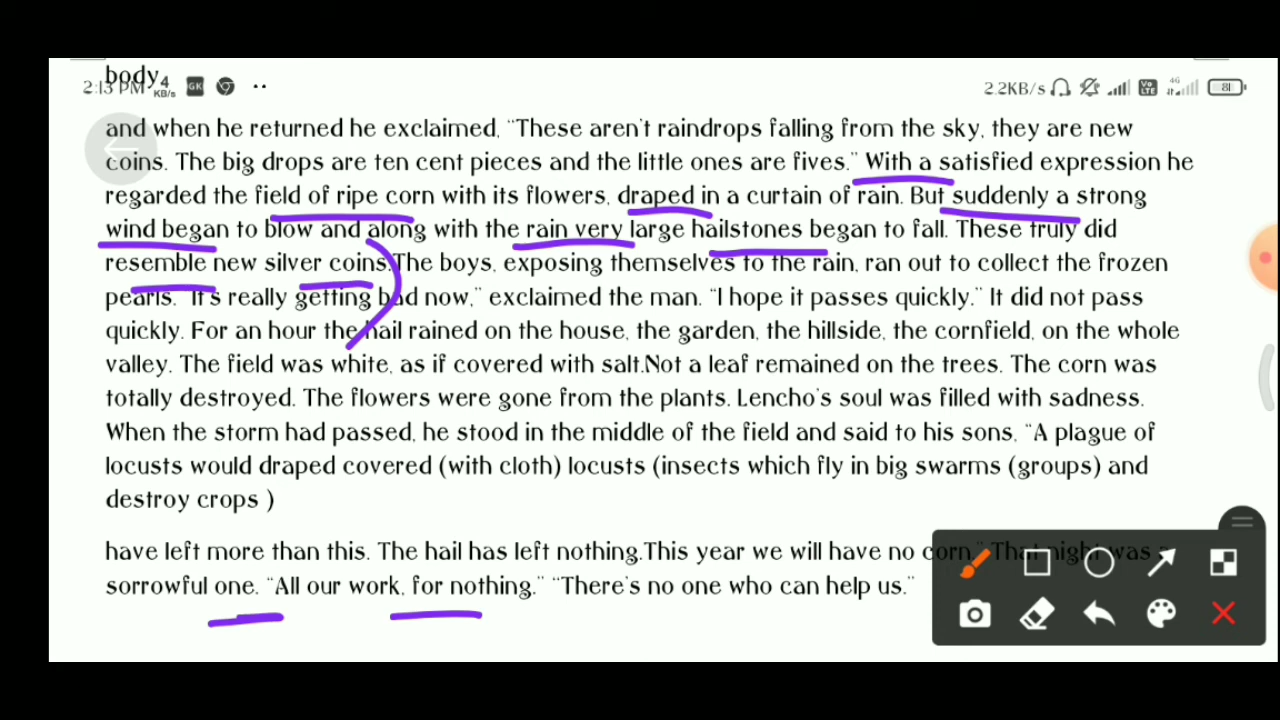 body
2:13 PM 4 KB/s GK ··
2.2KB/s Vo LTE 4G 81
and when he returned he exclaimed, “These aren't raindrops falling from the sky, they are new
coins. The big drops are ten cent pieces and the little ones are fives.” With a satisfied expression he
regarded the field of ripe corn with its flowers, draped in a curtain of rain. But suddenly a strong
wind began to blow and along with the rain very large hailstones began to fall. These truly did
resemble new silver coins.The boys, exposing themselves to the rain, ran out to collect the frozen
pearls. “It's really getting bad now,” exclaimed the man. “I hope it passes quickly.” It did not pass
quickly. For an hour the hail rained on the house, the garden, the hillside, the cornfield, on the whole
valley. The field was white, as if covered with salt.Not a leaf remained on the trees. The corn was
totally destroyed. The flowers were gone from the plants. Lencho's soul was filled with sadness.
When the storm had passed, he stood in the middle of the field and said to his sons, “A plague of
locusts would draped covered (with cloth) locusts (insects which fly in big swarms (groups) and
destroy crops )
have left more than this. The hail has left nothing.This year we will have no corn.” That night was a
sorrowful one. “All our work, for nothing.” “There's no one who can help us.”